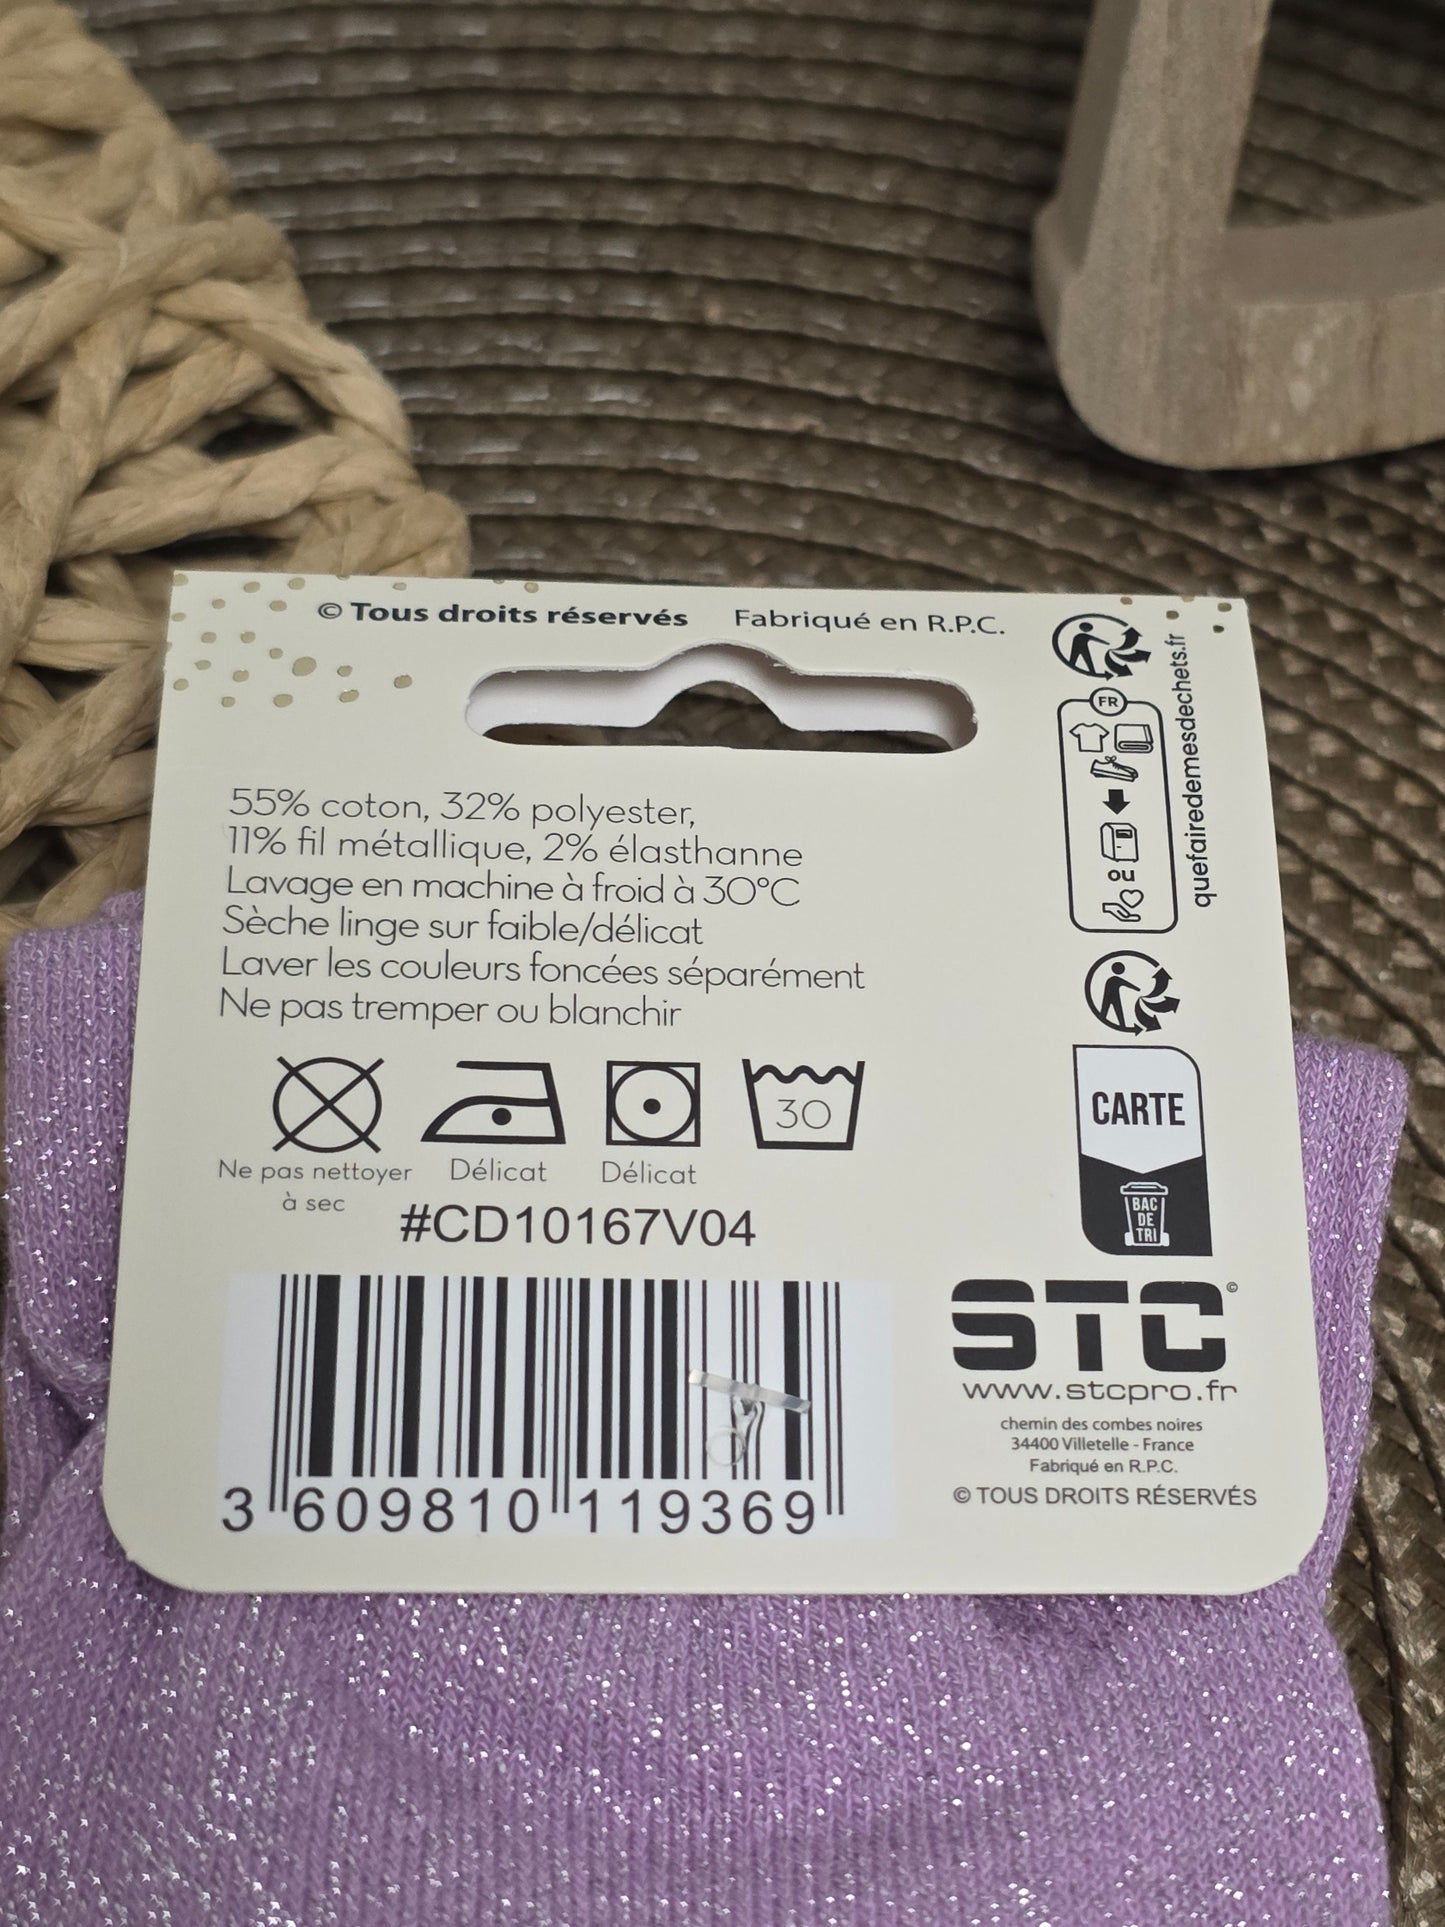 © Tous droits réservés Fabriqué en R.P.C.
quefairedemesdechets.fr
FR
ou
55% coton, 32% polyester,
11% fil métallique, 2% élasthanne
Lavage en machine à froid à 30°C
Sèche linge sur faible/délicat
Laver les couleurs foncées séparément
Ne pas tremper ou blanchir
30
Ne pas nettoyer
à sec
Délicat
Délicat
CARTE
BAC
DE
TRI
#CD10167V04
3 609810 119369
STC©
www.stcpro.fr
chemin des combes noires
34400 Villetelle - France
Fabriqué en R.P.C.
© TOUS DROITS RÉSERVÉS